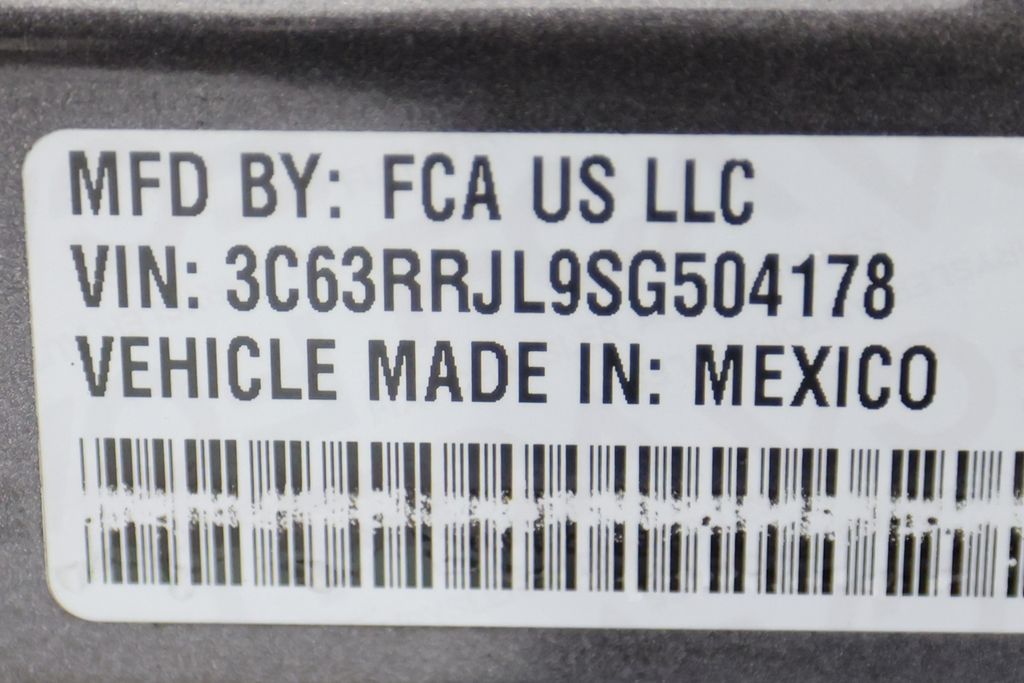 MFD BY: FCA US LLC
VIN: 3C63RRJL9SG504178
VEHICLE MADE IN: MEXICO